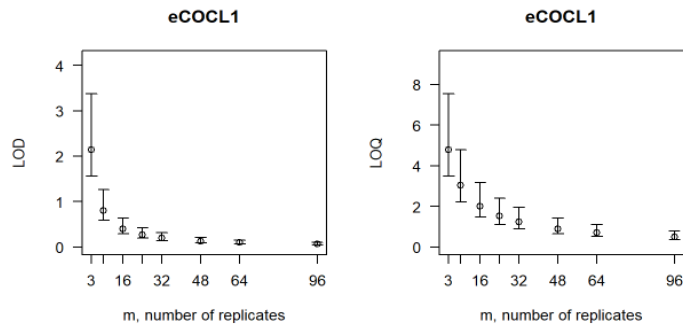 eCOCL1
LOD
4
3
2
1
0
3 16 32 48 64 96
m, number of replicates
eCOCL1
LOQ
8
6
4
2
0
3 16 32 48 64 96
m, number of replicates